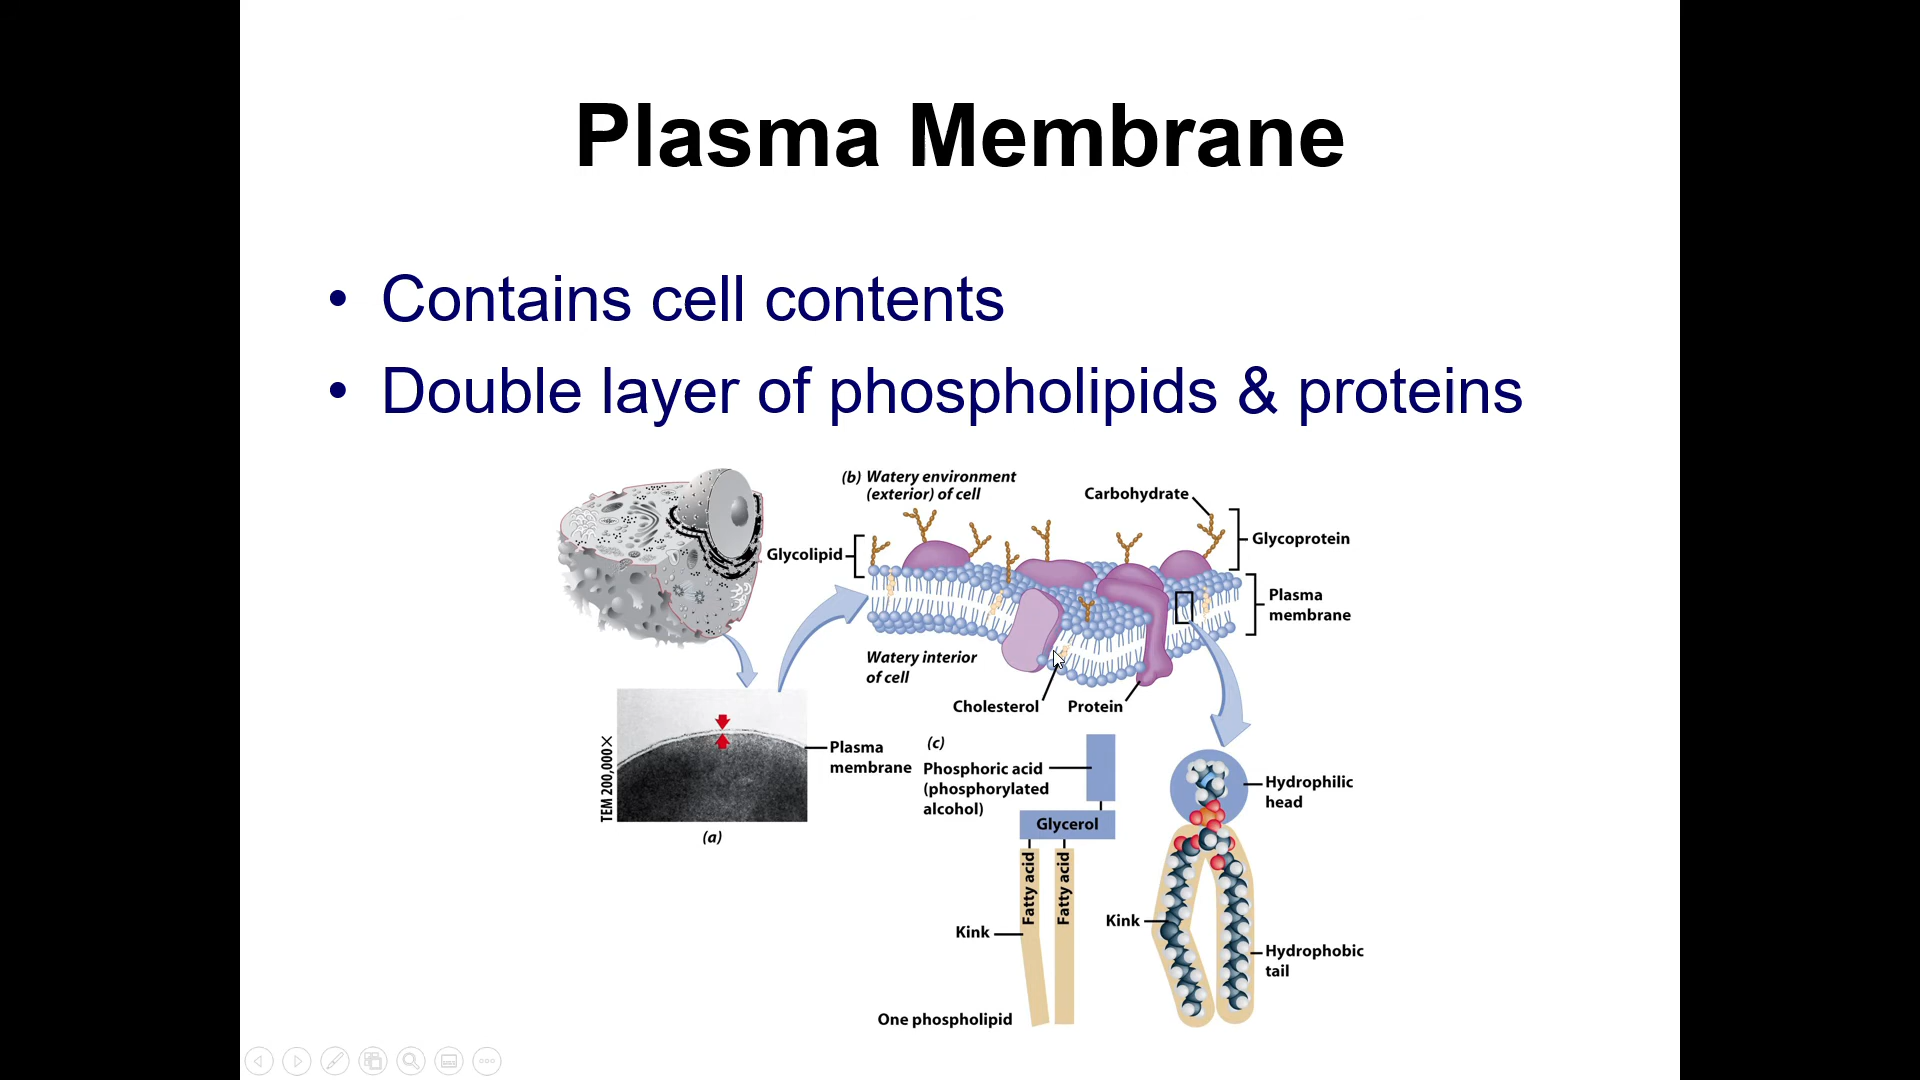 Plasma Membrane
• Contains cell contents
• Double layer of phospholipids & proteins
(b) Watery environment
(exterior) of cell
Carbohydrate
Glycoprotein
Glycolipid
Plasma
membrane
Watery interior
of cell
Cholesterol
Protein
TEM 200,000X
Plasma
membrane
(a)
(c)
Phosphoric acid
(phosphorylated
alcohol)
Glycerol
Fatty acid
Fatty acid
Kink
One phospholipid
Hydrophilic
head
Kink
Hydrophobic
tail